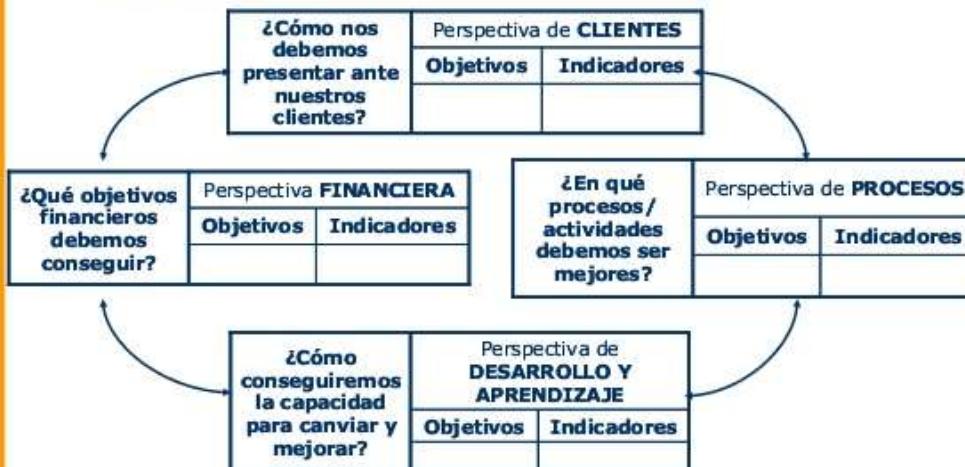 ¿Cómo nos
debemos
presentar ante
nuestros
clientes?
Perspectiva de CLIENTES
Objetivos Indicadores
¿Qué objetivos
financieros
debemos
conseguir?
Perspectiva FINANCIERA
Objetivos Indicadores
¿En qué
procesos/
actividades
debemos ser
mejores?
Perspectiva de PROCESOS
Objetivos Indicadores
¿Cómo
conseguiremos
la capacidad
para canviar y
mejorar?
Perspectiva de
DESARROLLO Y
APRENDIZAJE
Objetivos Indicadores